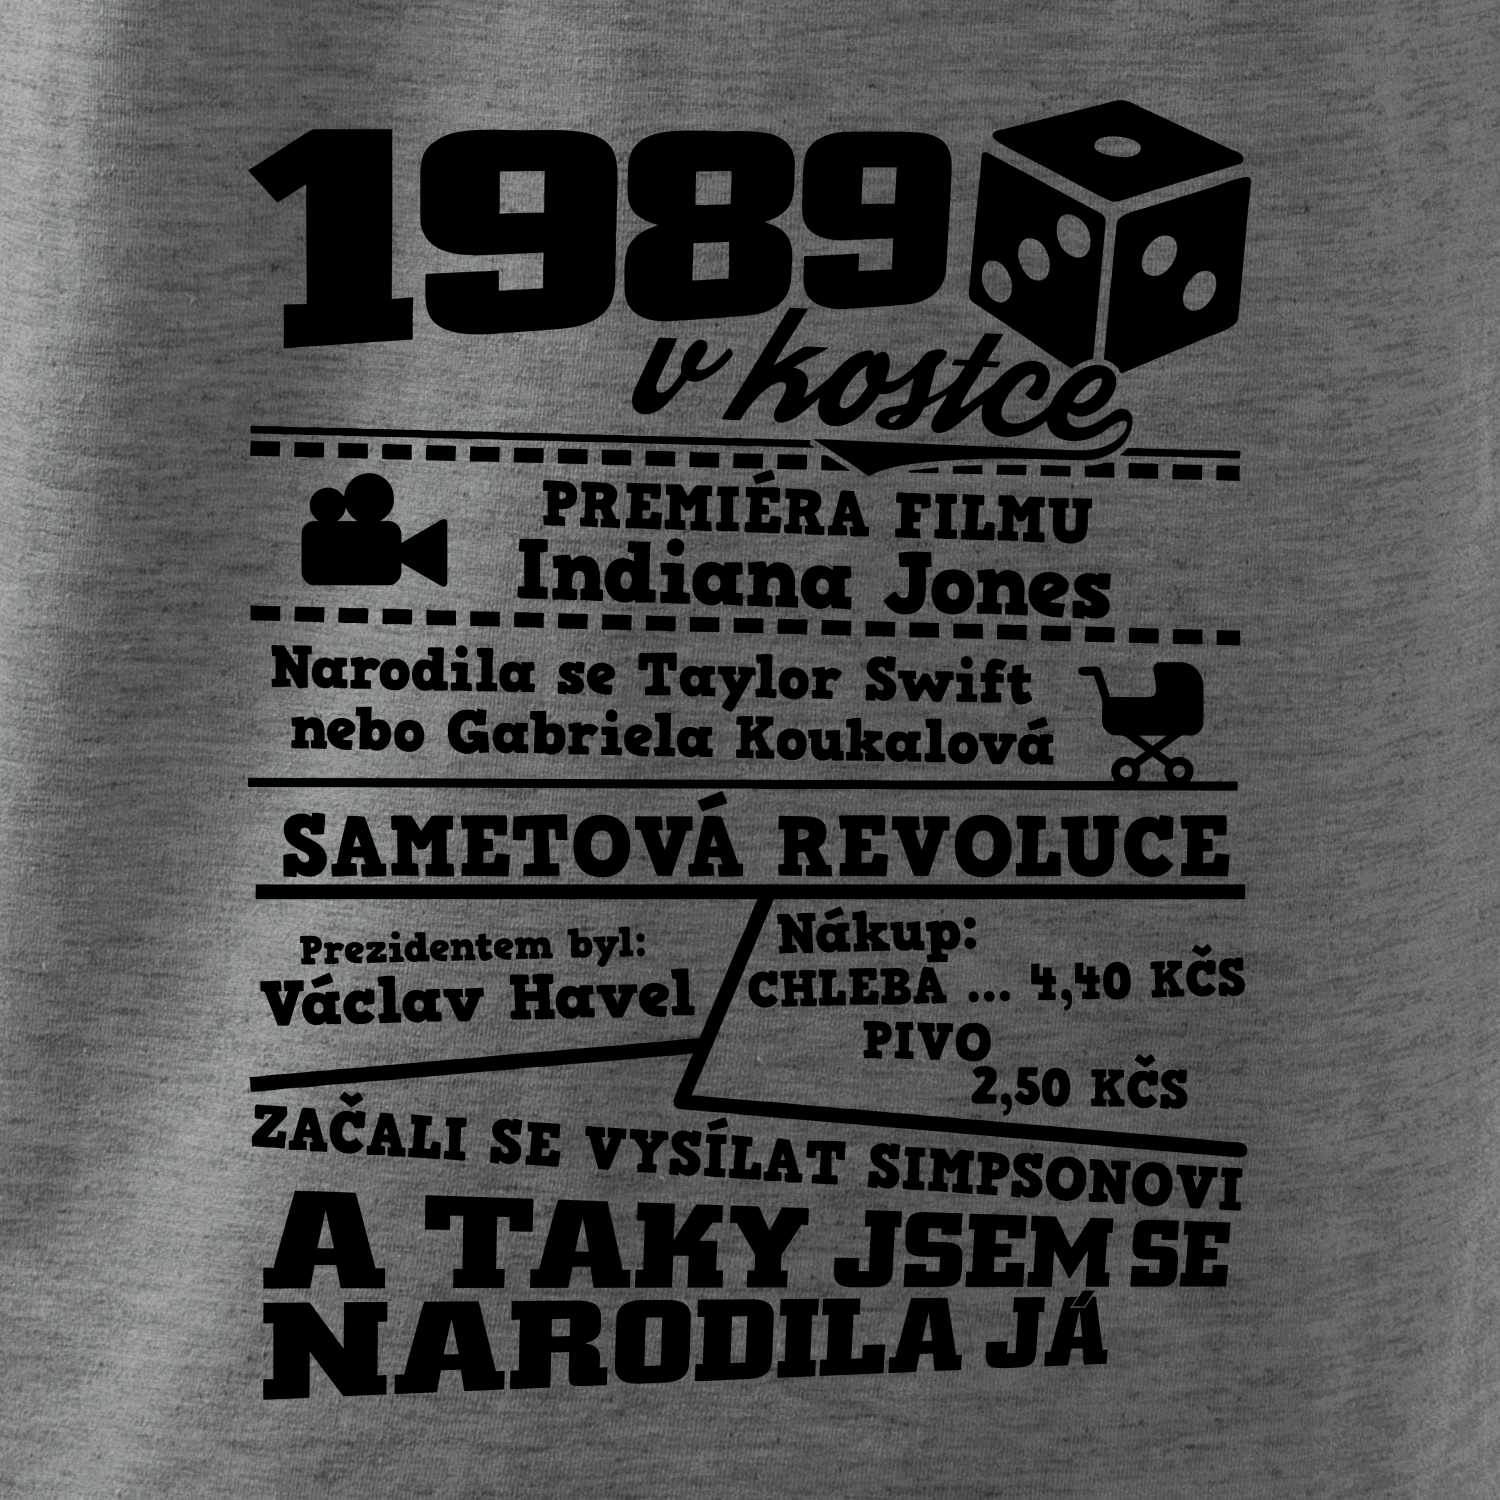 1989
v kostce
PREMIÉRA FILMU
Indiana Jones
Narodila se Taylor Swift
nebo Gabriela Koukalová
SAMETOVÁ REVOLUCE
Prezidentem byl:
Václav Havel
Nákup:
CHLEBA ... 4,40 KČS
PIVO
2,50 KČS
ZAČALI SE VYSÍLAT SIMPSONOVI
A TAKY JSEM SE
NARODILA JÁ